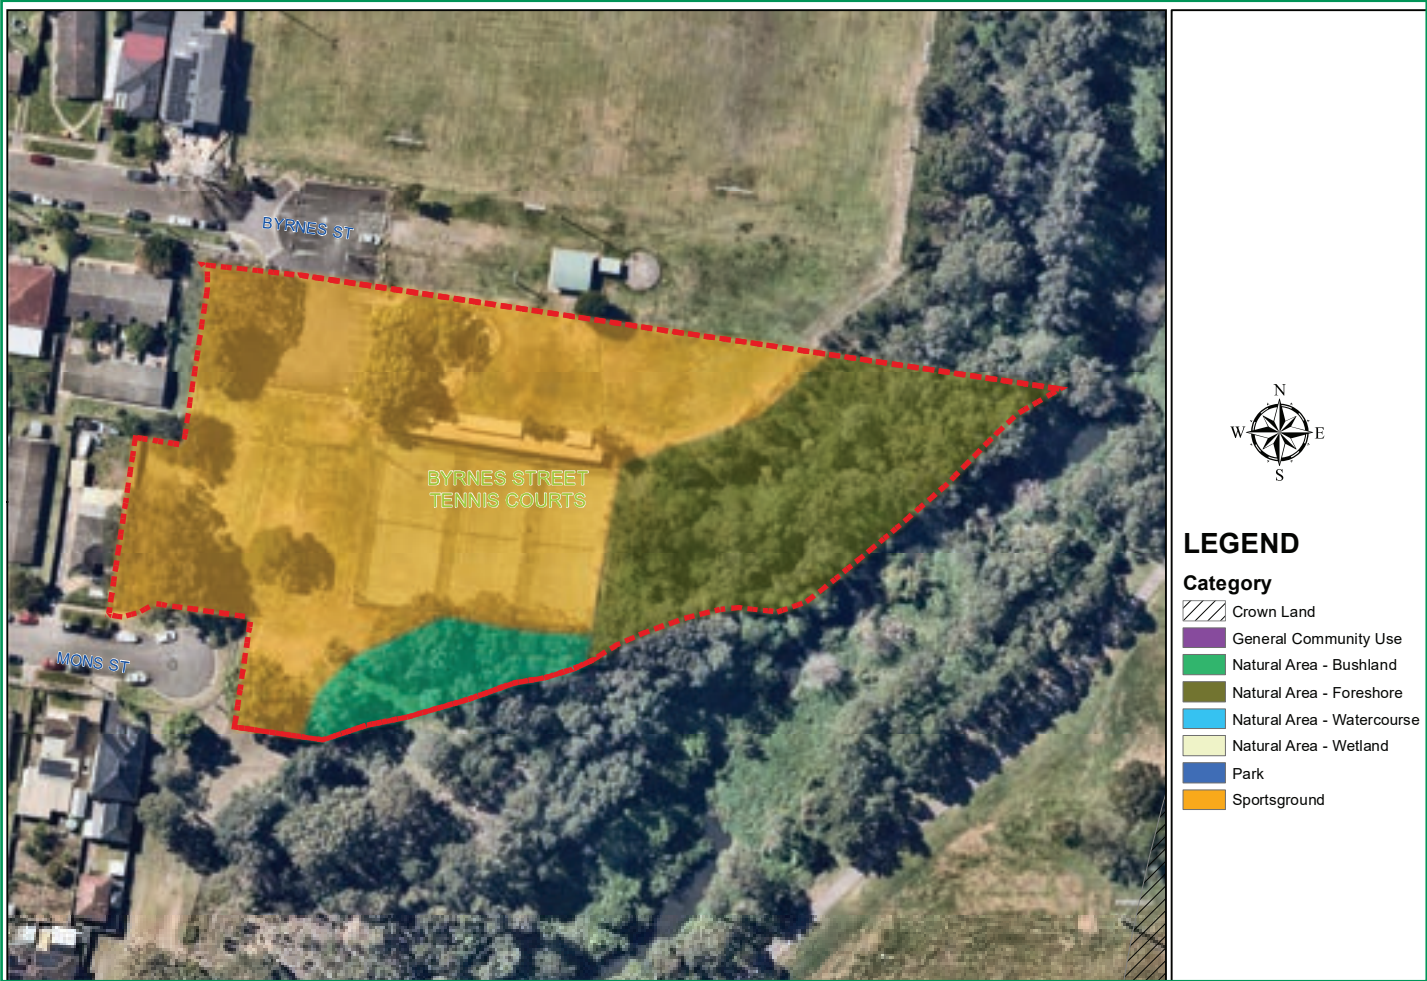 BYRNES ST
BYRNES STREET
TENNIS COURTS
MONS ST
N
W E
S
LEGEND
Category
Crown Land
General Community Use
Natural Area - Bushland
Natural Area - Foreshore
Natural Area - Watercourse
Natural Area - Wetland
Park
Sportsground